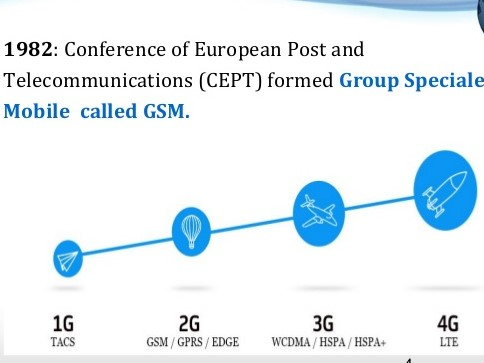 1982: Conference of European Post and
Telecommunications (CEPT) formed Group Speciale
Mobile called GSM.
1G 2G 3G 4G
TACS GSM / GPRS / EDGE WCDMA / HSPA / HSPA+ LTE